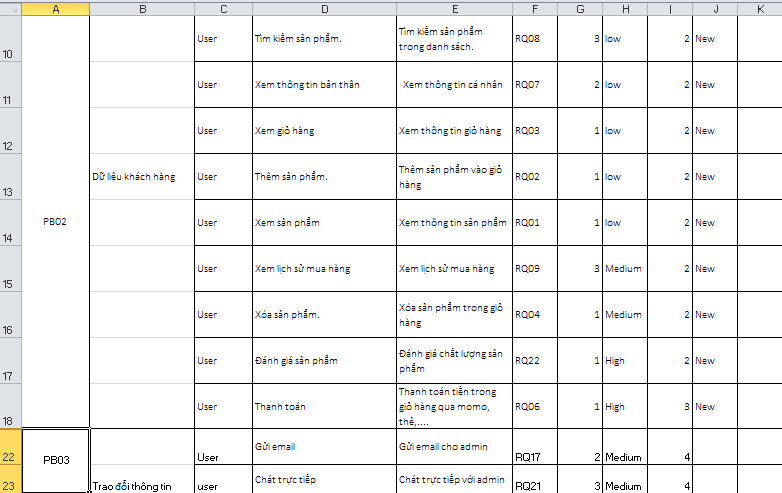 A B C D E F G H I J K
10 User Tìm kiếm sản phẩm. Tìm kiếm sản phẩm trong danh sách. RQ08 3 low 2 New
11 User Xem thông tin bản thân Xem thông tin cá nhân RQ07 2 low 2 New
12 User Xem giỏ hàng Xem thông tin giỏ hàng RQ03 1 low 2 New
13 Dữ liệu khách hàng User Thêm sản phẩm. Thêm sản phẩm vào giỏ hàng RQ02 1 low 2 New
14 PB02 User Xem sản phẩm Xem thông tin sản phẩm RQ01 1 low 2 New
15 User Xem lịch sử mua hàng Xem lịch sử mua hàng RQ09 3 Medium 2 New
16 User Xóa sản phẩm. Xóa sản phẩm trong giỏ hàng RQ04 1 Medium 2 New
17 User Đánh giá sản phẩm Đánh giá chất lượng sản phẩm RQ22 1 High 2 New
18 User Thanh toán Thanh toán tiền trong giỏ hàng qua momo, thẻ,.... RQ06 1 High 3 New
22 PB03 User Gửi email Gửi email cho admin RQ17 2 Medium 4
23 Trao đổi thông tin user Chát trực tiếp Chát trực tiếp với admin RQ21 3 Medium 4